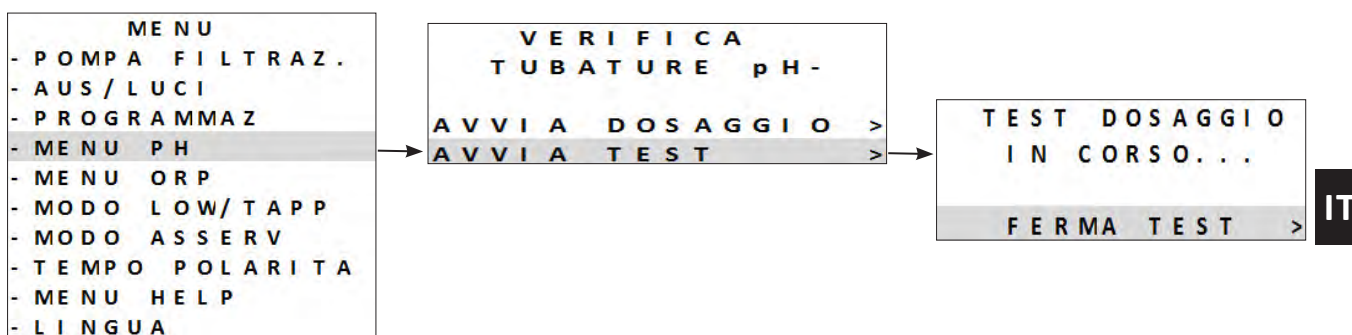 MENU
- POMPA FILTRAZ.
- AUS/LUCI
- PROGRAMMAZ
- MENU PH
- MENU ORP
- MODO LOW/TAPP
- MODO ASSERV
- TEMPO POLARITA
- MENU HELP
- LINGUA
VERIFICA
TUBATURE pH-
AVVIA DOSAGGIO >
AVVIA TEST >
TEST DOSAGGIO
IN CORSO...
FERMA TEST >
IT